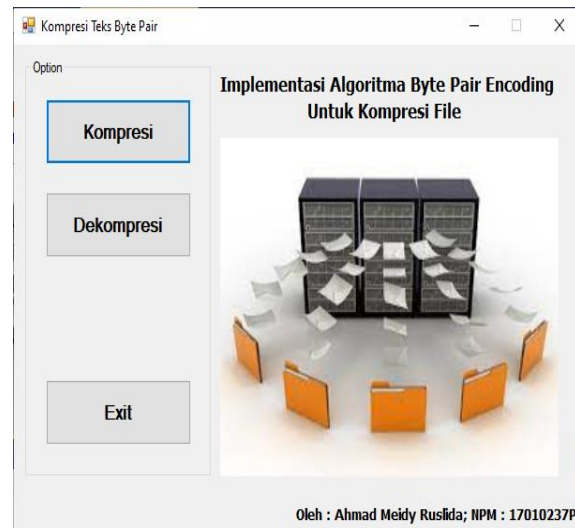 Kompresi Teks Byte Pair
Option
Kompresi
Dekompresi
Exit
Implementasi Algoritma Byte Pair Encoding
Untuk Kompresi File
Oleh : Ahmad Meidy Ruslida; NPM : 17010237P